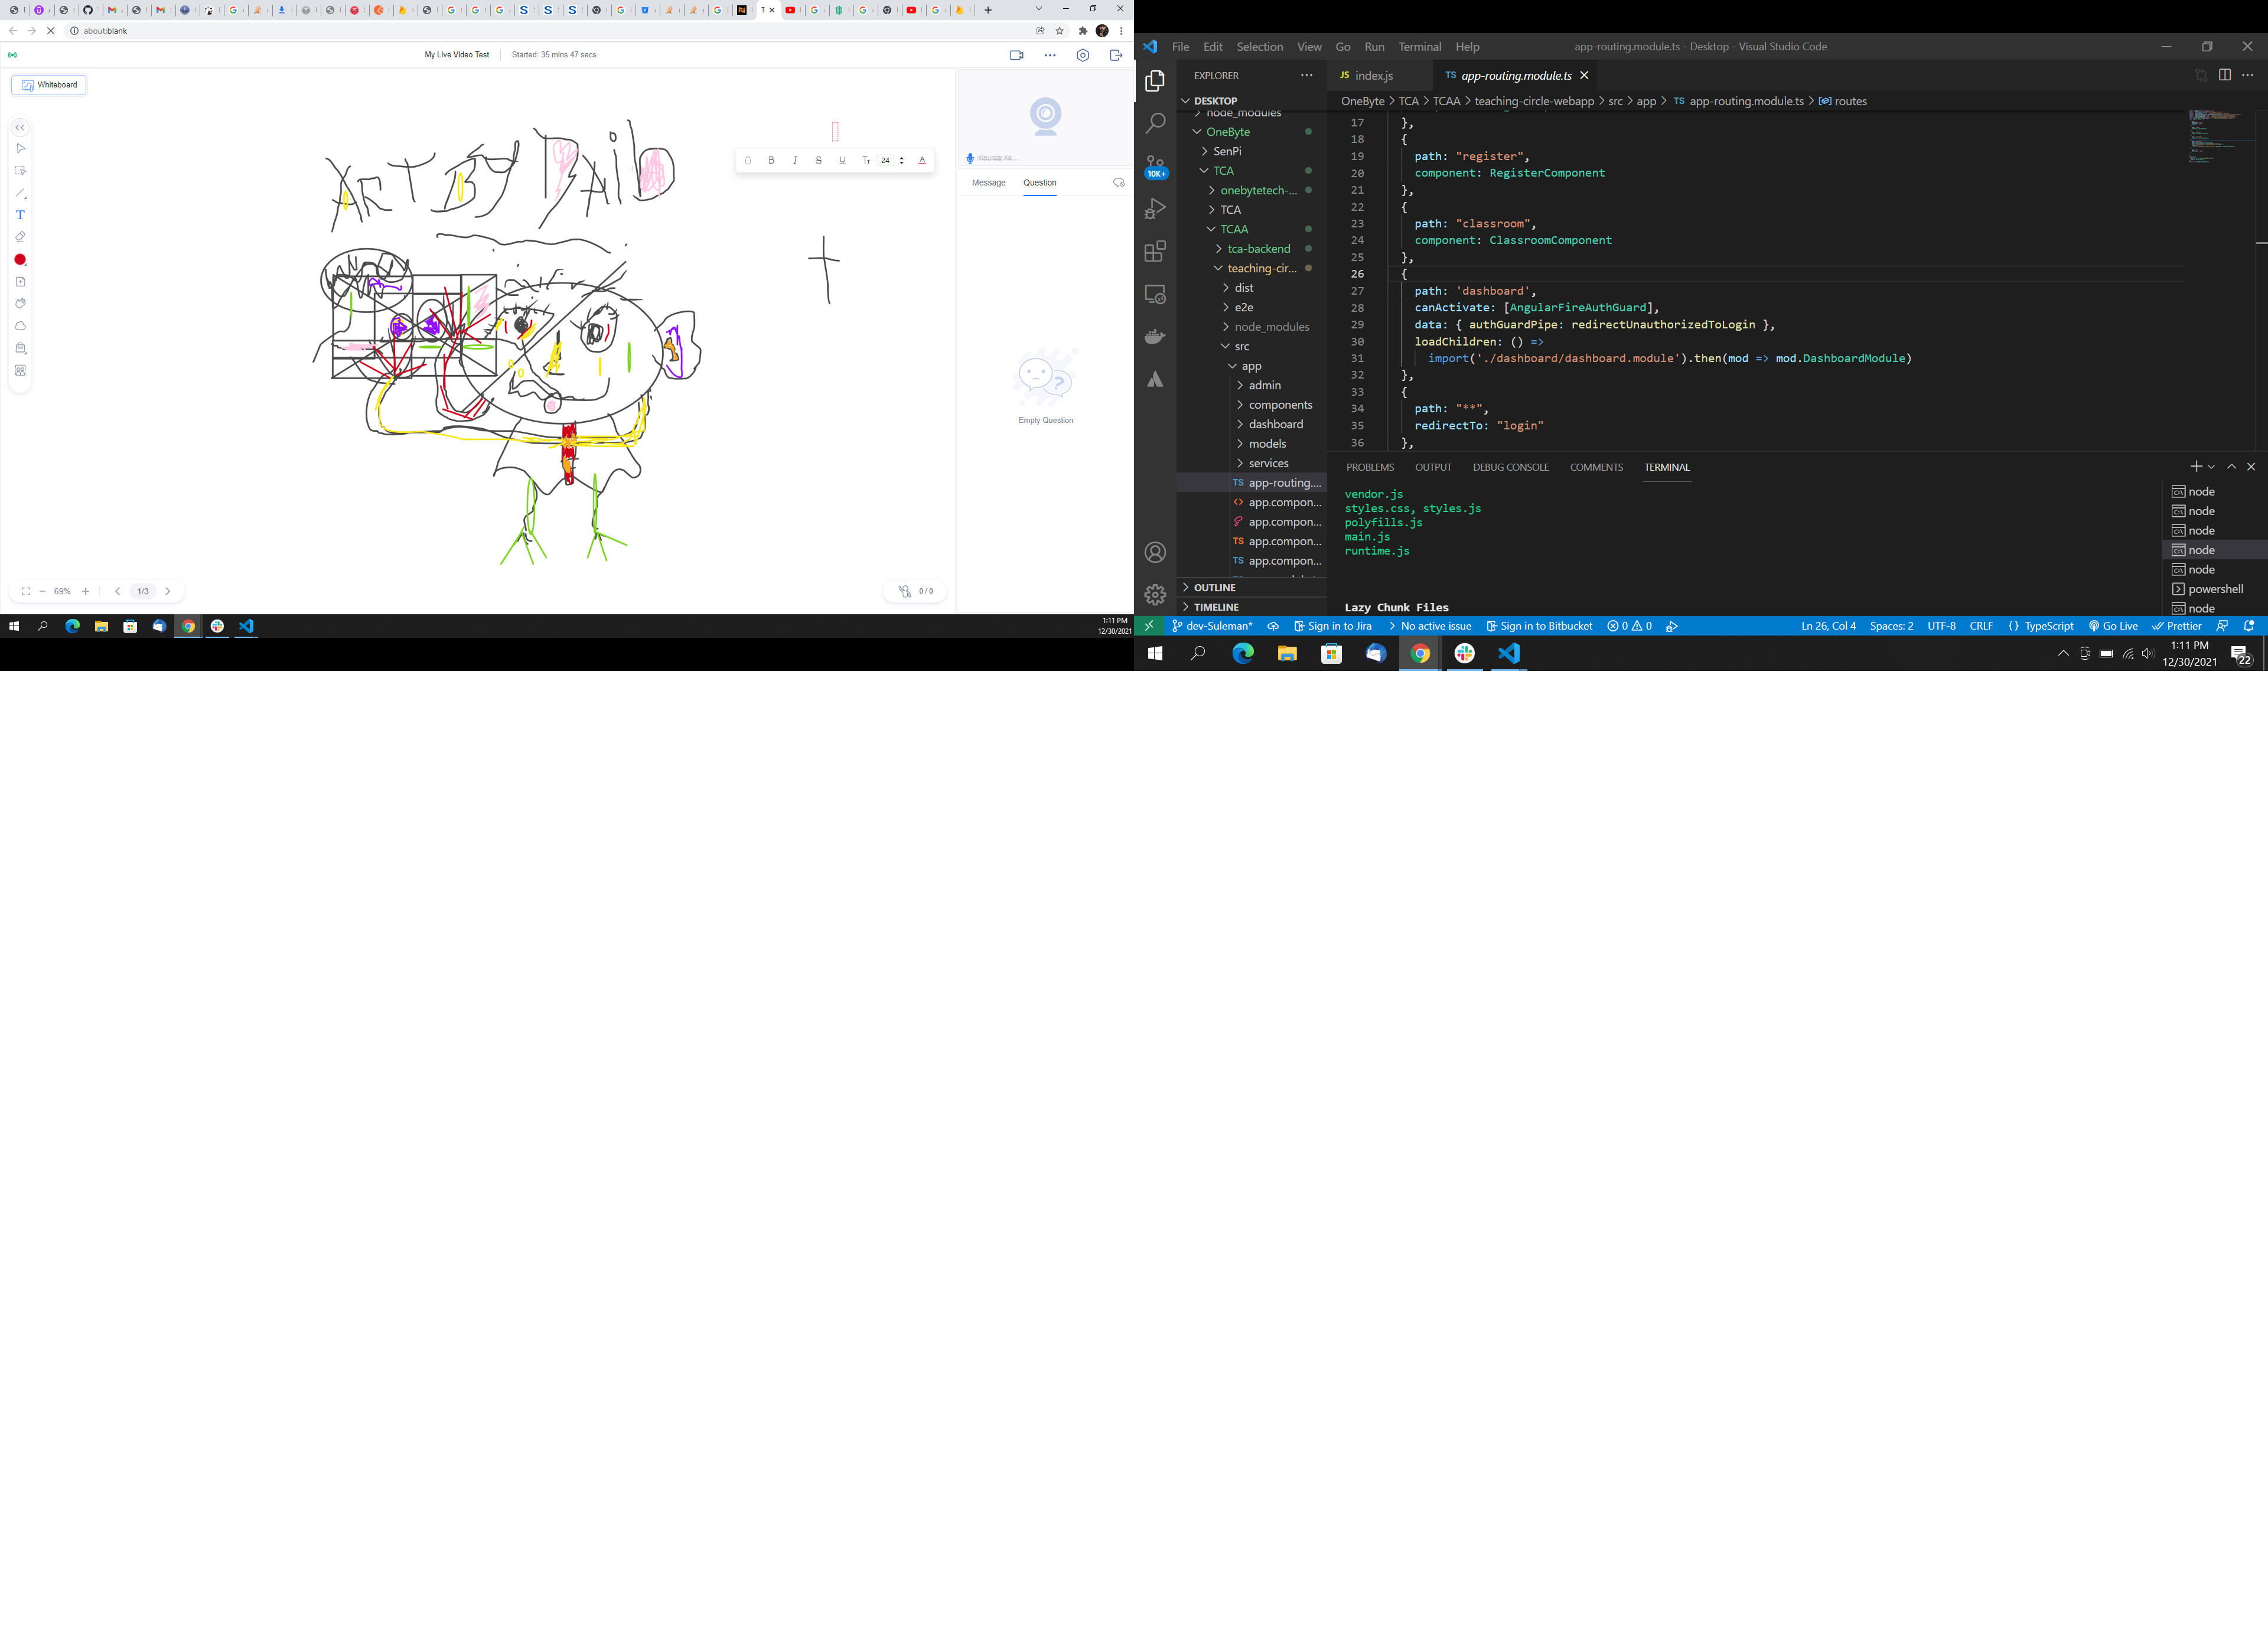 about:blank
My Live Video Test
Started: 35 mins 47 secs
Whiteboard
ART By
B I S U Tт 24 A
Message Question
Empty Question
69% 1/3
0 / 0
1:11 PM
12/30/2021
File Edit Selection View Go Run Terminal Help
app-routing.module.ts - Desktop - Visual Studio Code
EXPLORER
DESKTOP
node_modules
OneByte
SenPi
TCA
onebytetech-...
TCA
TCAA
tca-backend
teaching-cir...
dist
e2e
node_modules
src
app
admin
components
dashboard
models
services
TS app-routing....
app.compon...
app.compon...
TS app.compon...
TS app.compon...
OUTLINE
TIMELINE
10K+
JS index.js
TS app-routing.module.ts
OneByte > TCA > TCAA > teaching-circle-webapp > src > app > TS app-routing.module.ts > routes
17 },
18 {
19 path: "register",
20 component: RegisterComponent
21 },
22 {
23 path: "classroom",
24 component: ClassroomComponent
25 },
26 {
27 path: 'dashboard',
28 canActivate: [AngularFireAuthGuard],
29 data: { authGuardPipe: redirectUnauthorizedToLogin },
30 loadChildren: () =>
31 import('./dashboard/dashboard.module').then(mod => mod.DashboardModule)
32 },
33 {
34 path: "**",
35 redirectTo: "login"
36 },
PROBLEMS OUTPUT DEBUG CONSOLE COMMENTS TERMINAL
vendor.js
styles.css, styles.js
polyfills.js
main.js
runtime.js
Lazy Chunk Files
node
node
node
node
node
powershell
node
dev-Suleman* Sign in to Jira No active issue Sign in to Bitbucket 0 0 Ln 26, Col 4 Spaces: 2 UTF-8 CRLF {} TypeScript Go Live Prettier
1:11 PM
12/30/2021
22